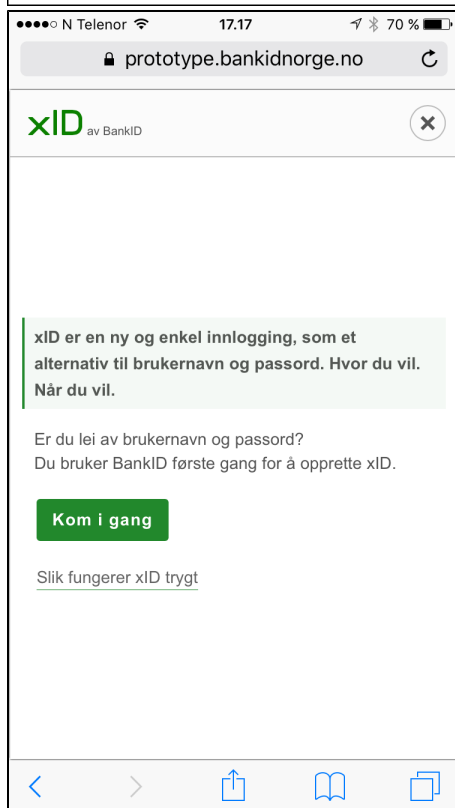 N Telenor 17.17 70 %
prototype.bankidnorge.no
xID av BankID
xID er en ny og enkel innlogging, som et
alternativ til brukernavn og passord. Hvor du vil.
Når du vil.
Er du lei av brukernavn og passord?
Du bruker BankID første gang for å opprette xID.
Kom i gang
Slik fungerer xID trygt